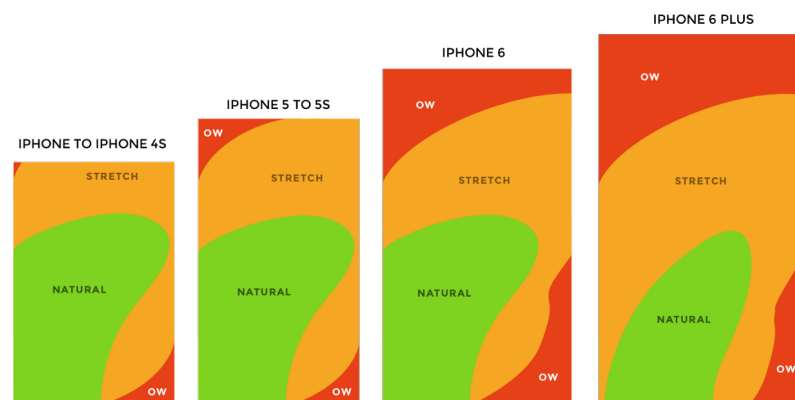 IPHONE TO IPHONE 4S
STRETCH
NATURAL
OW
IPHONE 5 TO 5S
OW
STRETCH
NATURAL
OW
IPHONE 6
OW
STRETCH
NATURAL
OW
IPHONE 6 PLUS
OW
STRETCH
NATURAL
OW